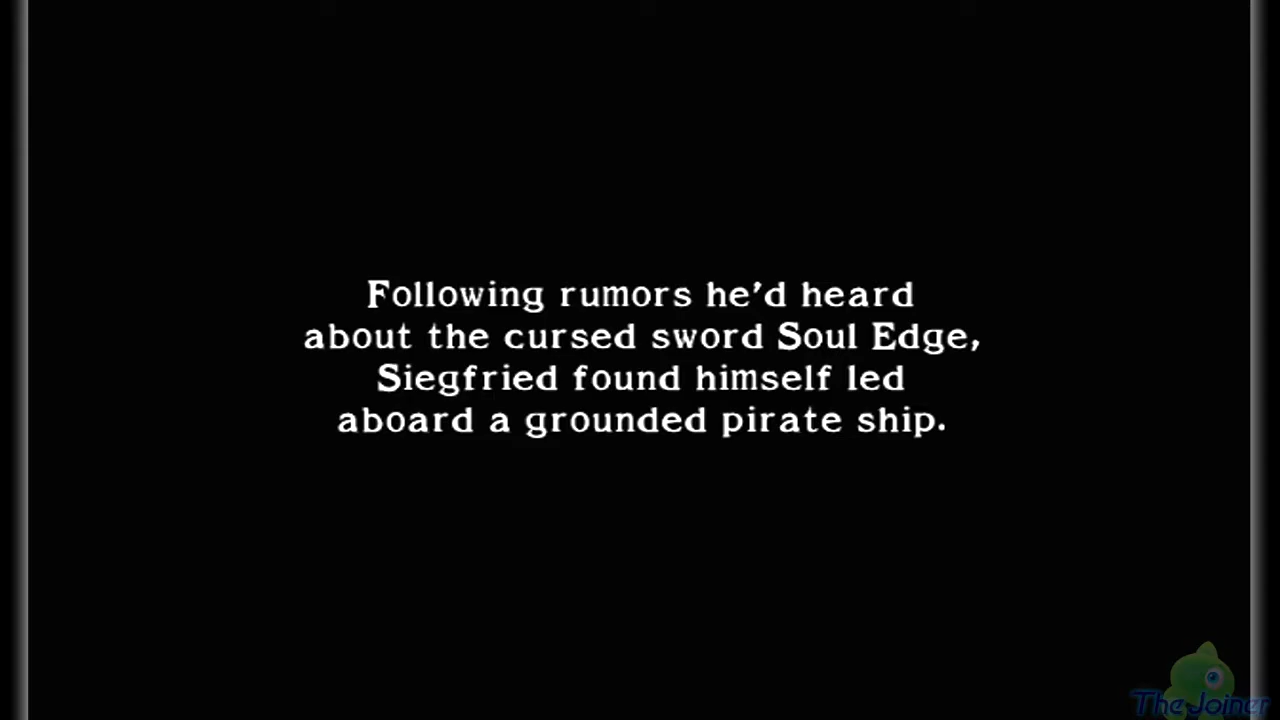 Following rumors he'd heard
about the cursed sword Soul Edge,
Siegfried found himself led
aboard a grounded pirate ship.
The Joiner